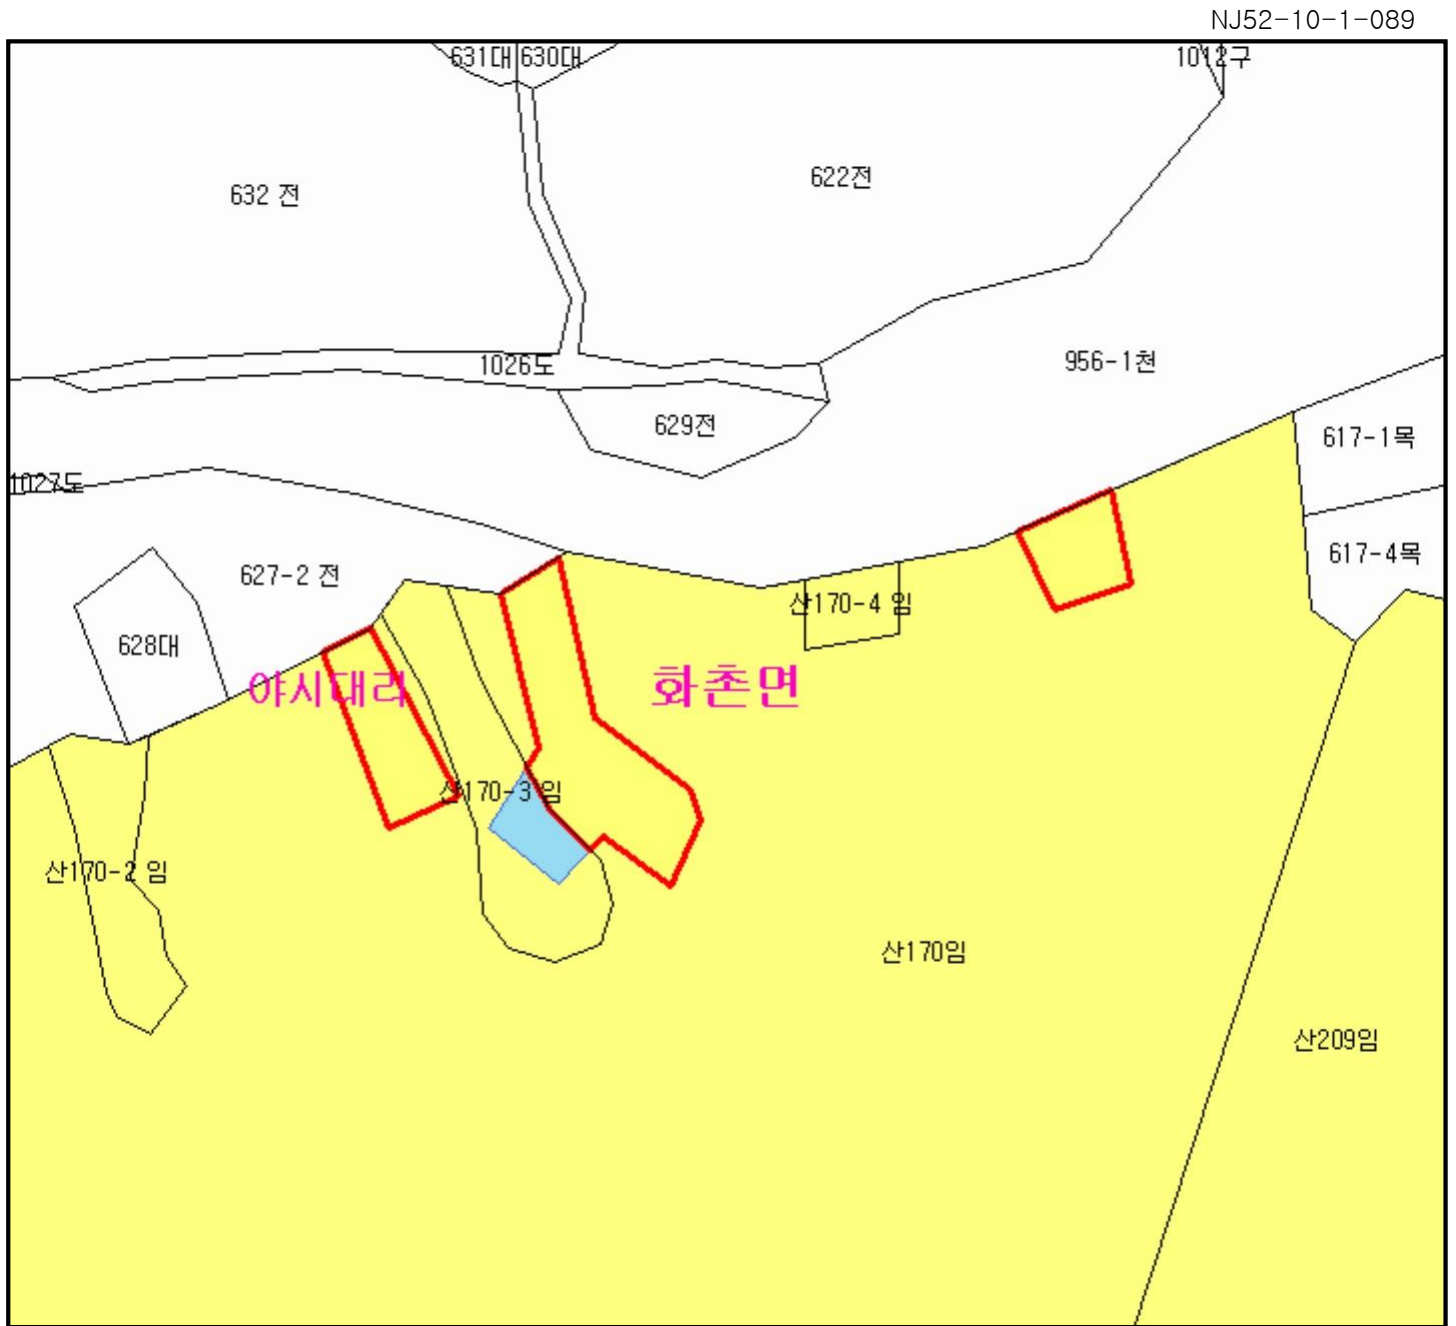 NJ52-10-1-089
631대
630대
1012구
632 전
622전
1026도
956-1천
629전
617-1목
1027도
617-4목
627-2 전
산170-4 임
628대
야시대리
화촌면
산170-3 임
산170-2 임
산170임
산209임